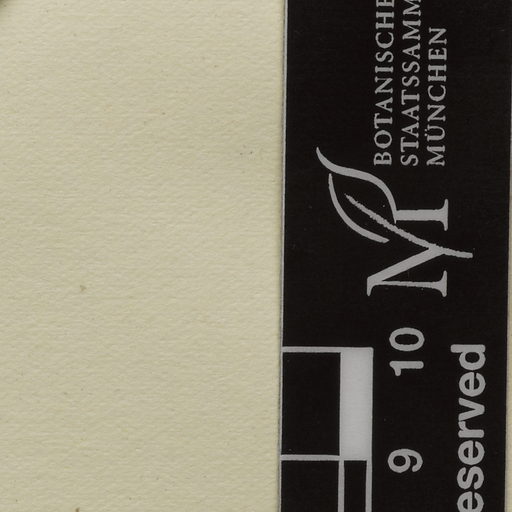 BOTANISCHE
STAATSSAMM
MÜNCHEN
M
9 10
eserved